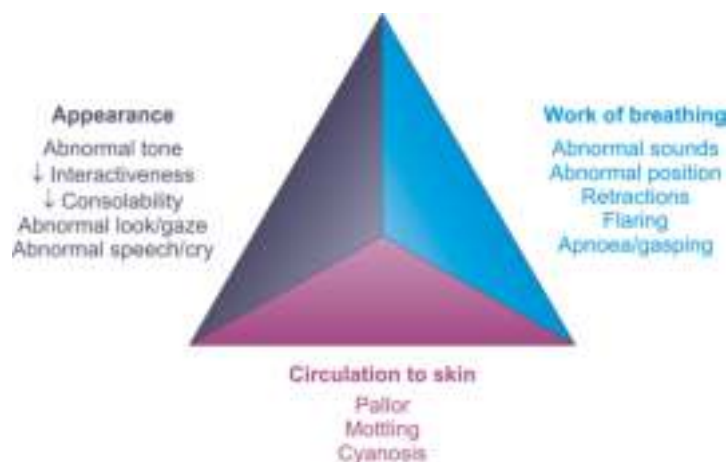 Appearance
Abnormal tone
↓ Interactiveness
↓ Consolability
Abnormal look/gaze
Abnormal speech/cry
Work of breathing
Abnormal sounds
Abnormal position
Retractions
Flaring
Apnoea/gasping
Circulation to skin
Pallor
Mottling
Cyanosis